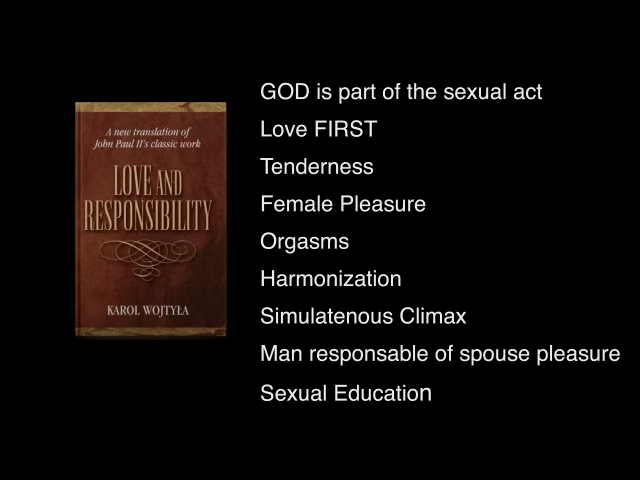 A new translation of
John Paul II's classic work
LOVE AND
RESPONSIBILITY
KAROL WOJTYŁA
GOD is part of the sexual act
Love FIRST
Tenderness
Female Pleasure
Orgasms
Harmonization
Simulatenous Climax
Man responsable of spouse pleasure
Sexual Education